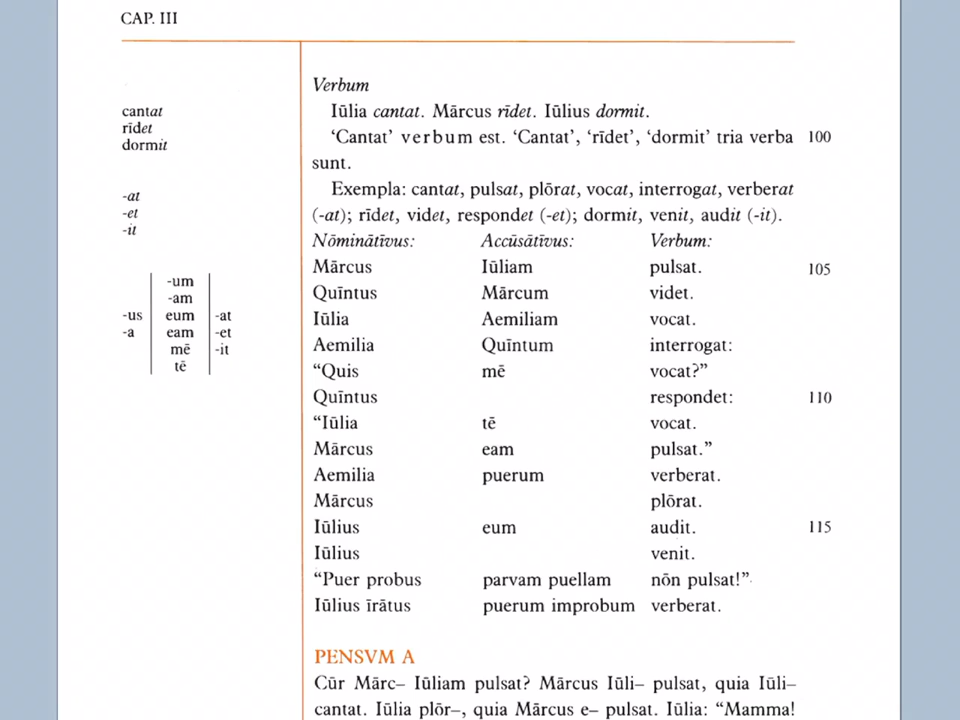 CAP. III
cantat
rīdet
dormit
-at
-et
-it
-um
-am
-us eum -at
-a eam -et
mē -it
tē
Verbum
Iūlia cantat. Mārcus rīdet. Iūlius dormit.
‘Cantat’ verbum est. ‘Cantat’, ‘rīdet’, ‘dormit’ tria verba 100
sunt.
Exempla: cantat, pulsat, plōrat, vocat, interrogat, verberat
(-at); rīdet, videt, respondet (-et); dormit, venit, audit (-it).
Nōminātīvus: Accūsātīvus: Verbum:
Mārcus Iūliam pulsat. 105
Quīntus Mārcum videt.
Iūlia Aemiliam vocat.
Aemilia Quīntum interrogat:
“Quis mē vocat?”
Quīntus respondet: 110
“Iūlia tē vocat.
Mārcus eam pulsat.”
Aemilia puerum verberat.
Mārcus plōrat.
Iūlius eum audit. 115
Iūlius venit.
“Puer probus parvam puellam nōn pulsat!”
Iūlius īrātus puerum improbum verberat.
PENSVM A
Cūr Mārc– Iūliam pulsat? Mārcus Iūli– pulsat, quia Iūli–
cantat. Iūlia plōr–, quia Mārcus e– pulsat. Iūlia: “Mamma!